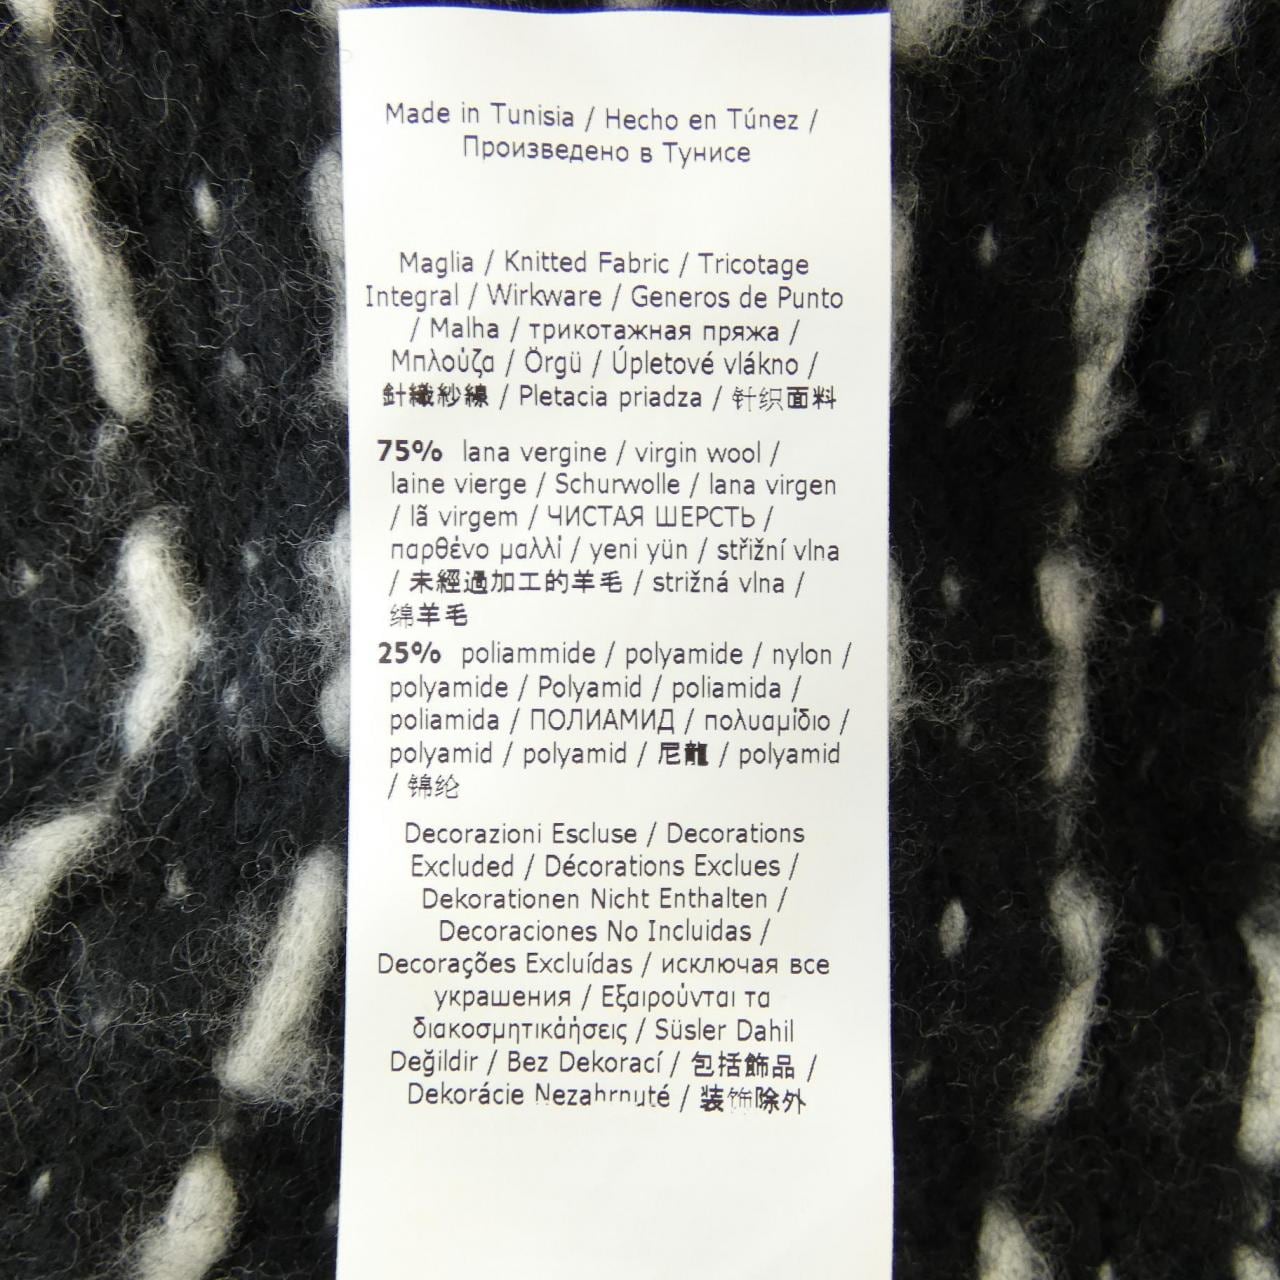 Made in Tunisia / Hecho en Túnez /
Произведено в Тунисе
Maglia / Knitted Fabric / Tricotage
Integral / Wirkware / Generos de Punto
/ Malha / трикотажная пряжа /
Μπλούζα / Örgü / Úpletové vlákno /
針織紗線 / Pletacia priadza / 针织面料
75% lana vergine / virgin wool /
laine vierge / Schurwolle / lana virgen
/ lã virgem / ЧИСТАЯ ШЕРСТЬ /
παρθένο μαλλί / yeni yün / střižní vlna
/ 未經過加工的羊毛 / strižná vlna /
绵羊毛
25% poliammide / polyamide / nylon /
polyamide / Polyamid / poliamida /
poliamida / ПОЛИАМИД / πολυαμίδιο /
polyamid / polyamid / 尼龍 / polyamid
/ 锦纶
Decorazioni Escluse / Decorations
Excluded / Décorations Exclues /
Dekorationen Nicht Enthalten /
Decoraciones No Incluidas /
Decorações Excluídas / исключая все
украшения / Εξαιρούνται τα
διακοσμητικάήσεις / Süsler Dahil
Değildir / Bez Dekorací / 包括飾品 /
Dekorácie Nezahrnuté / 装饰除外